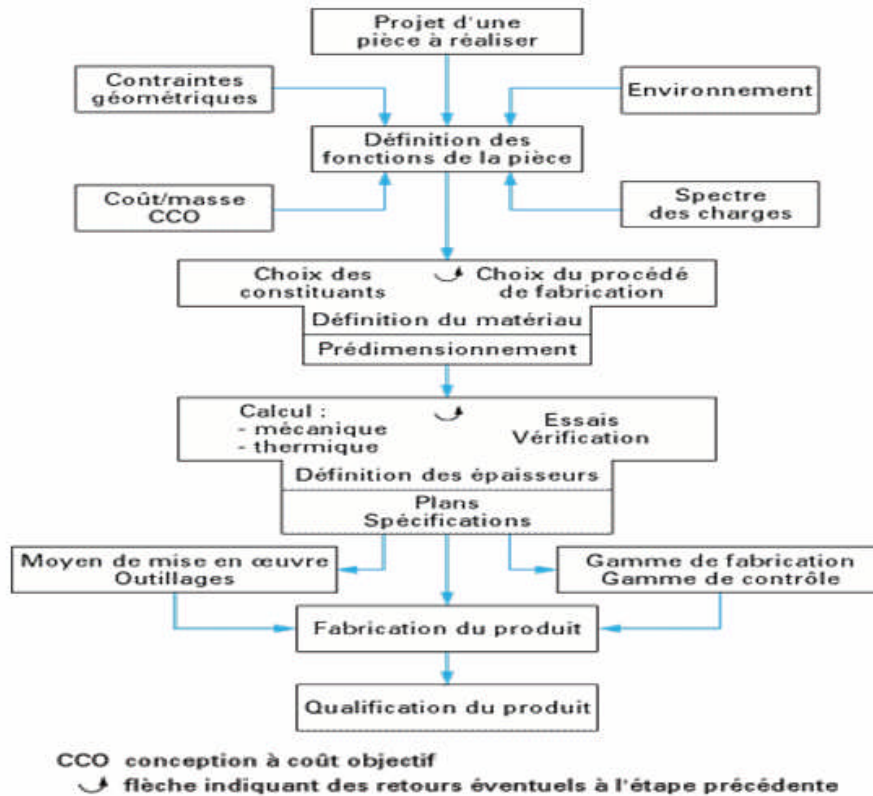 Projet d'une
pièce à réaliser
Contraintes
géométriques
Environnement
Définition des
fonctions de la pièce
Coût/masse
CCO
Spectre
des charges
Choix des
constituants
Choix du procédé
de fabrication
Définition du matériau
Prédimensionnement
Calcul :
- mécanique
- thermique
Essais
Vérification
Définition des épaisseurs
Plans
Spécifications
Moyen de mise en œuvre
Outillages
Gamme de fabrication
Gamme de contrôle
Fabrication du produit
Qualification du produit
CCO conception à coût objectif
flèche indiquant des retours éventuels à l'étape précédente